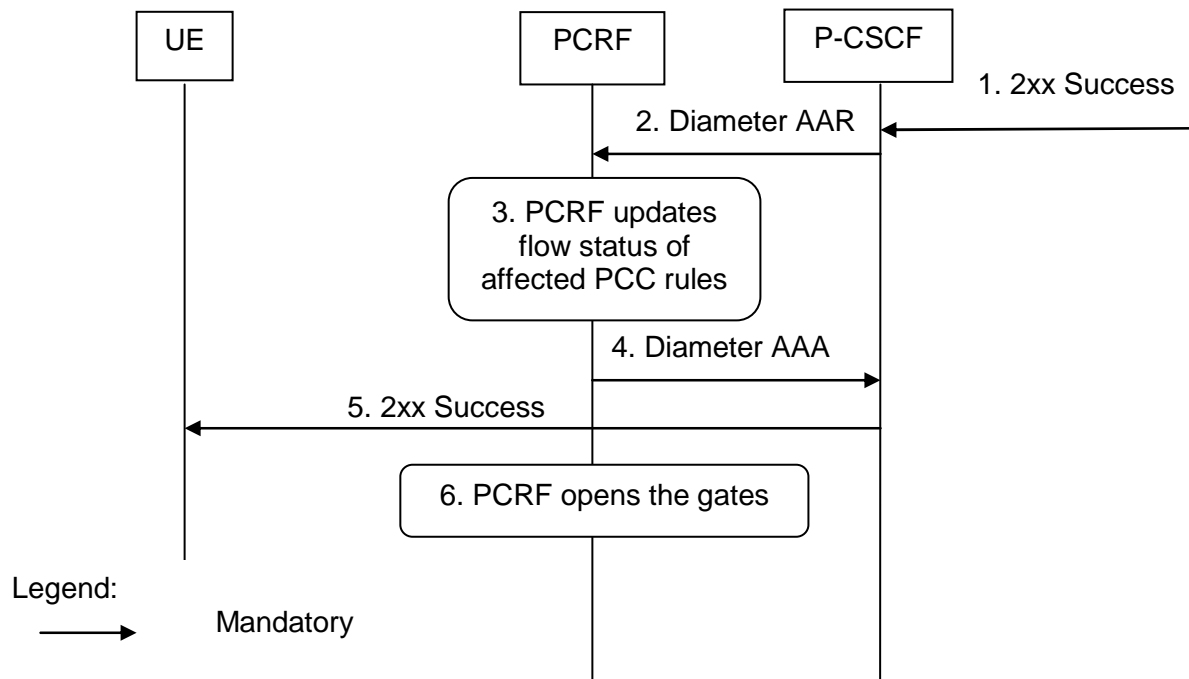 UE
PCRF
P-CSCF
1. 2xx Success
2. Diameter AAR
3. PCRF updates
flow status of
affected PCC rules
4. Diameter AAA
5. 2xx Success
6. PCRF opens the gates
Legend:
Mandatory